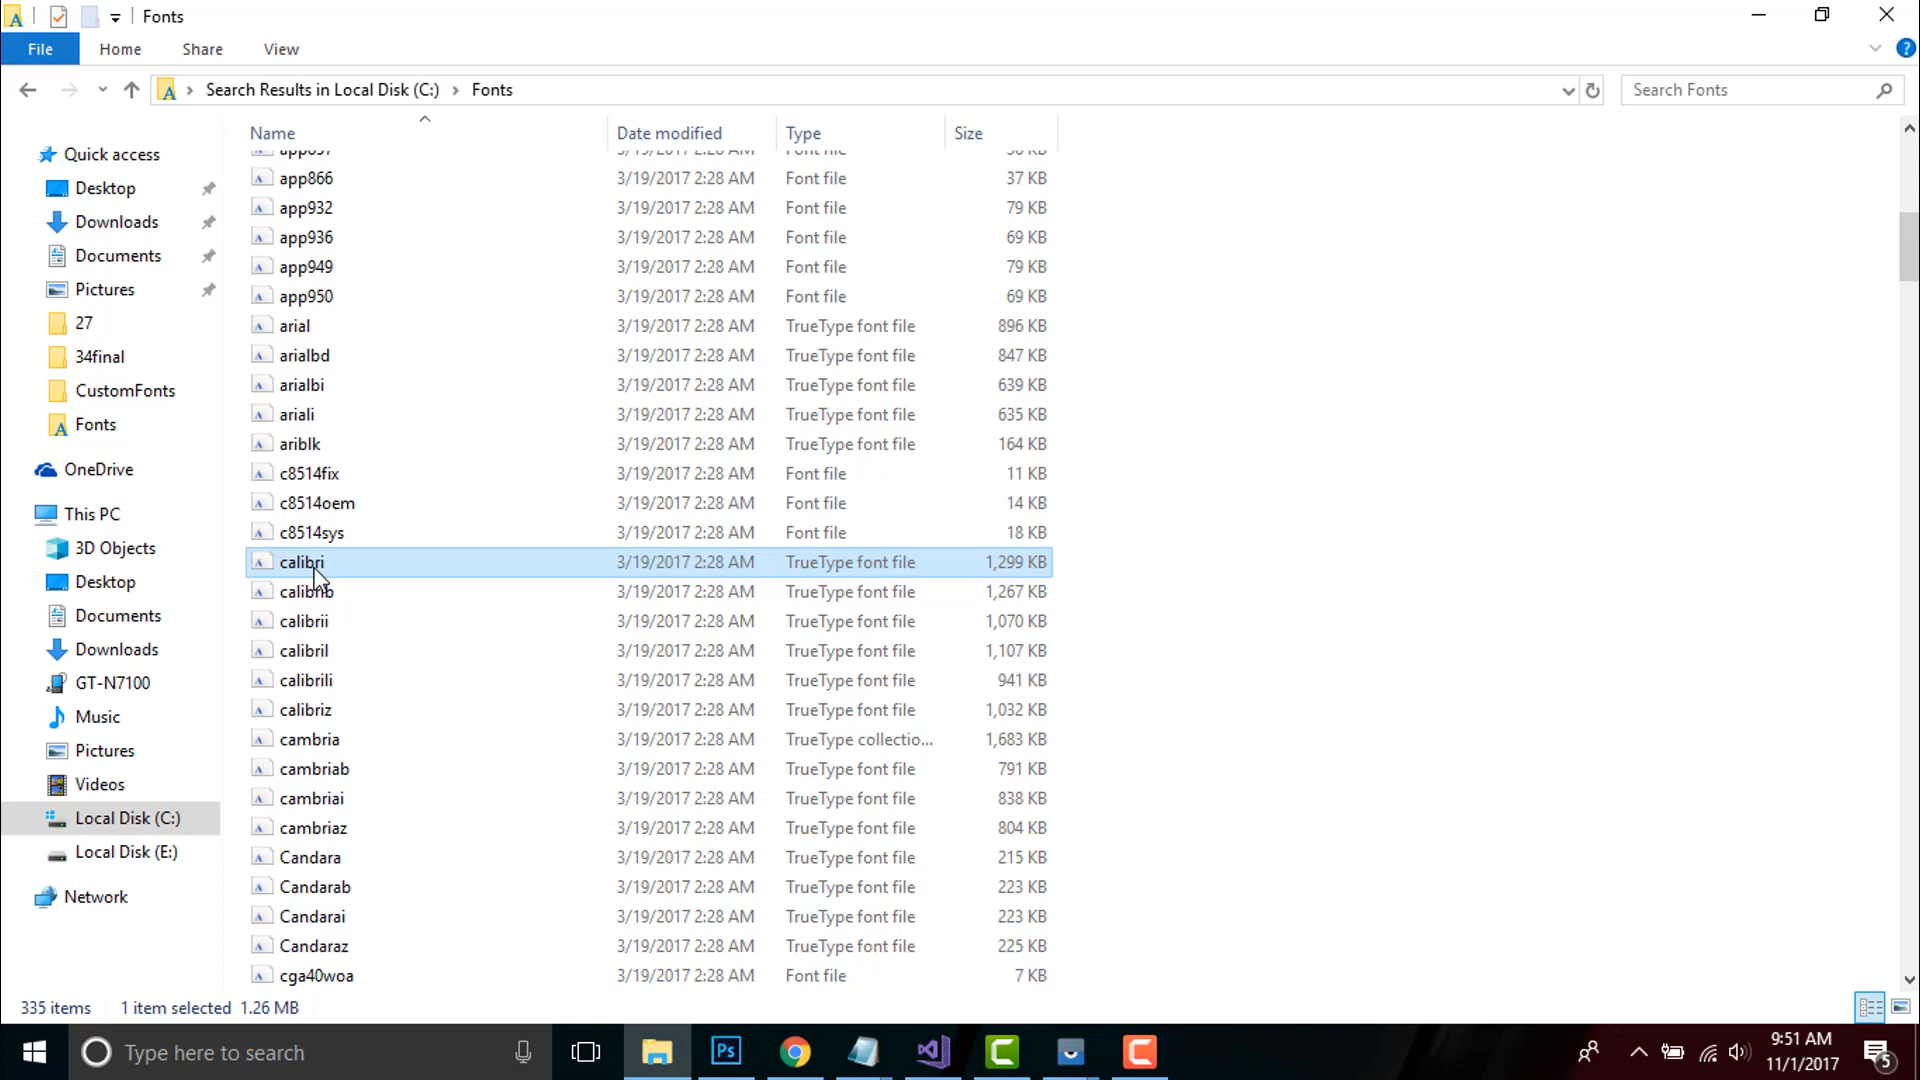 Fonts
File Home Share View
Search Results in Local Disk (C:) Fonts Search Fonts
Name Date modified Type Size
Quick access
Desktop
Downloads
Documents
Pictures
27
34final
CustomFonts
Fonts
OneDrive
This PC
3D Objects
Desktop
Documents
Downloads
GT-N7100
Music
Pictures
Videos
Local Disk (C:)
Local Disk (E:)
Network
app866 3/19/2017 2:28 AM Font file 37 KB
app932 3/19/2017 2:28 AM Font file 79 KB
app936 3/19/2017 2:28 AM Font file 69 KB
app949 3/19/2017 2:28 AM Font file 79 KB
app950 3/19/2017 2:28 AM Font file 69 KB
arial 3/19/2017 2:28 AM TrueType font file 896 KB
arialbd 3/19/2017 2:28 AM TrueType font file 847 KB
arialbi 3/19/2017 2:28 AM TrueType font file 639 KB
ariali 3/19/2017 2:28 AM TrueType font file 635 KB
ariblk 3/19/2017 2:28 AM TrueType font file 164 KB
c8514fix 3/19/2017 2:28 AM Font file 11 KB
c8514oem 3/19/2017 2:28 AM Font file 14 KB
c8514sys 3/19/2017 2:28 AM Font file 18 KB
calibri 3/19/2017 2:28 AM TrueType font file 1,299 KB
calibrib 3/19/2017 2:28 AM TrueType font file 1,267 KB
calibrii 3/19/2017 2:28 AM TrueType font file 1,070 KB
calibril 3/19/2017 2:28 AM TrueType font file 1,107 KB
calibrili 3/19/2017 2:28 AM TrueType font file 941 KB
calibriz 3/19/2017 2:28 AM TrueType font file 1,032 KB
cambria 3/19/2017 2:28 AM TrueType collectio... 1,683 KB
cambriab 3/19/2017 2:28 AM TrueType font file 791 KB
cambriai 3/19/2017 2:28 AM TrueType font file 838 KB
cambriaz 3/19/2017 2:28 AM TrueType font file 804 KB
Candara 3/19/2017 2:28 AM TrueType font file 215 KB
Candarab 3/19/2017 2:28 AM TrueType font file 223 KB
Candarai 3/19/2017 2:28 AM TrueType font file 223 KB
Candaraz 3/19/2017 2:28 AM TrueType font file 225 KB
cga40woa 3/19/2017 2:28 AM Font file 7 KB
335 items 1 item selected 1.26 MB
Type here to search
Ps
9:51 AM
11/1/2017
5